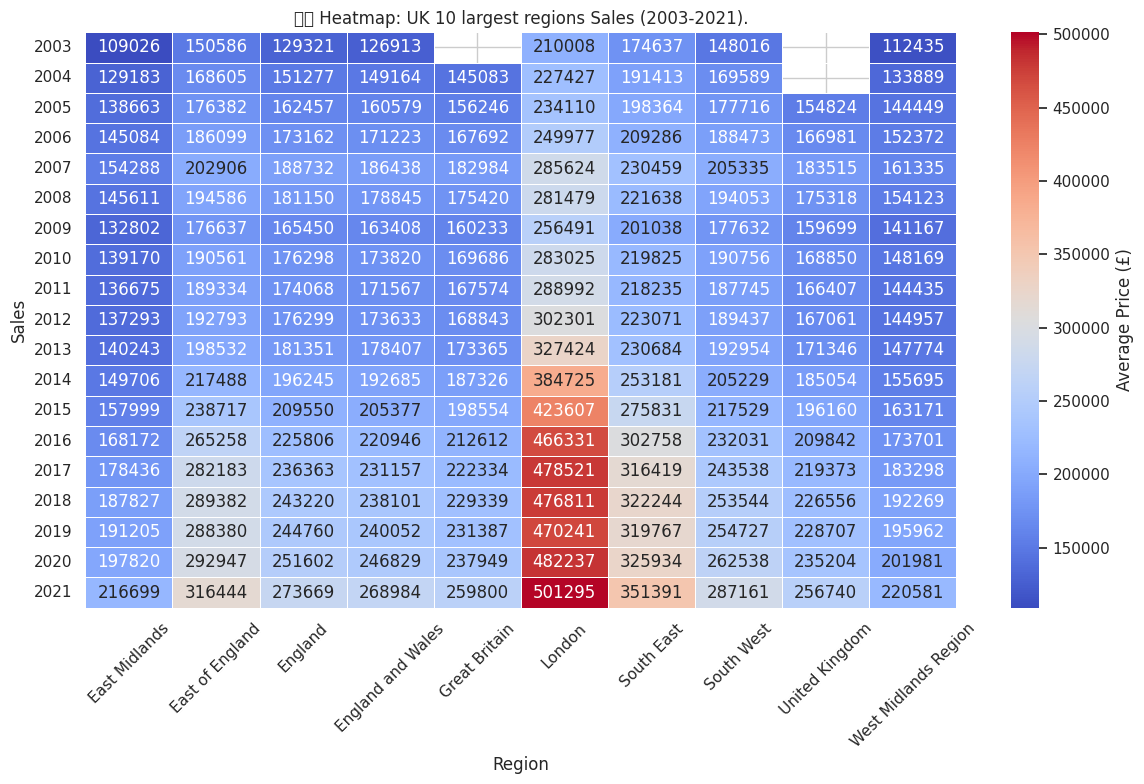 Heatmap: UK 10 largest regions Sales (2003-2021).
2003 109026 150586 129321 126913 210008 174637 148016 112435
2004 129183 168605 151277 149164 145083 227427 191413 169589 133889
2005 138663 176382 162457 160579 156246 234110 198364 177716 154824 144449
2006 145084 186099 173162 171223 167692 249977 209286 188473 166981 152372
2007 154288 202906 188732 186438 182984 285624 230459 205335 183515 161335
2008 145611 194586 181150 178845 175420 281479 221638 194053 175318 154123
2009 132802 176637 165450 163408 160233 256491 201038 177632 159699 141167
2010 139170 190561 176298 173820 169686 283025 219825 190756 168850 148169
2011 136675 189334 174068 171567 167574 288992 218235 187745 166407 144435
2012 137293 192793 176299 173633 168843 302301 223071 189437 167061 144957
2013 140243 198532 181351 178407 173365 327424 230684 192954 171346 147774
2014 149706 217488 196245 192685 187326 384725 253181 205229 185054 155695
2015 157999 238717 209550 205377 198554 423607 275831 217529 196160 163171
2016 168172 265258 225806 220946 212612 466331 302758 232031 209842 173701
2017 178436 282183 236363 231157 222334 478521 316419 243538 219373 183298
2018 187827 289382 243220 238101 229339 476811 322244 253544 226556 192269
2019 191205 288380 244760 240052 231387 470241 319767 254727 228707 195962
2020 197820 292947 251602 246829 237949 482237 325934 262538 235204 201981
2021 216699 316444 273669 268984 259800 501295 351391 287161 256740 220581
Sales
East Midlands
East of England
England
England and Wales
Great Britain
London
South East
South West
United Kingdom
West Midlands Region
Region
500000
450000
400000
350000
300000
250000
200000
150000
Average Price (£)